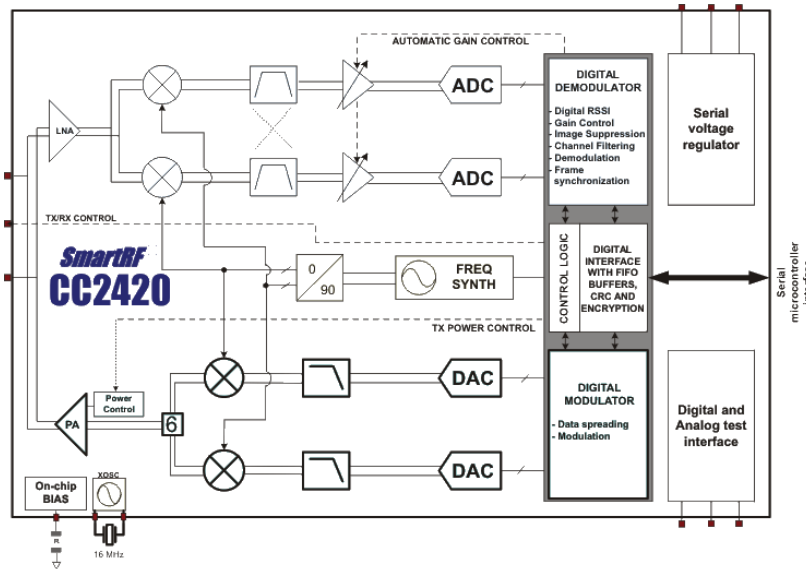 AUTOMATIC GAIN CONTROL
LNA
ADC
ADC
DIGITAL
DEMODULATOR
- Digital RSSI
- Gain Control
- Image Suppression
- Channel Filtering
- Demodulation
- Frame
synchronization
Serial
voltage
regulator
TX/RX CONTROL
SmartRF
CC2420
0
90
FREQ
SYNTH
CONTROL LOGIC
DIGITAL
INTERFACE
WITH FIFO
BUFFERS,
CRC AND
ENCRYPTION
Serial
microcontroller
interface
TX POWER CONTROL
Power
Control
PA
6
DAC
DAC
DIGITAL
MODULATOR
- Data spreading
- Modulation
Digital and
Analog test
interface
On-chip
BIAS
XOSC
R
16 MHz